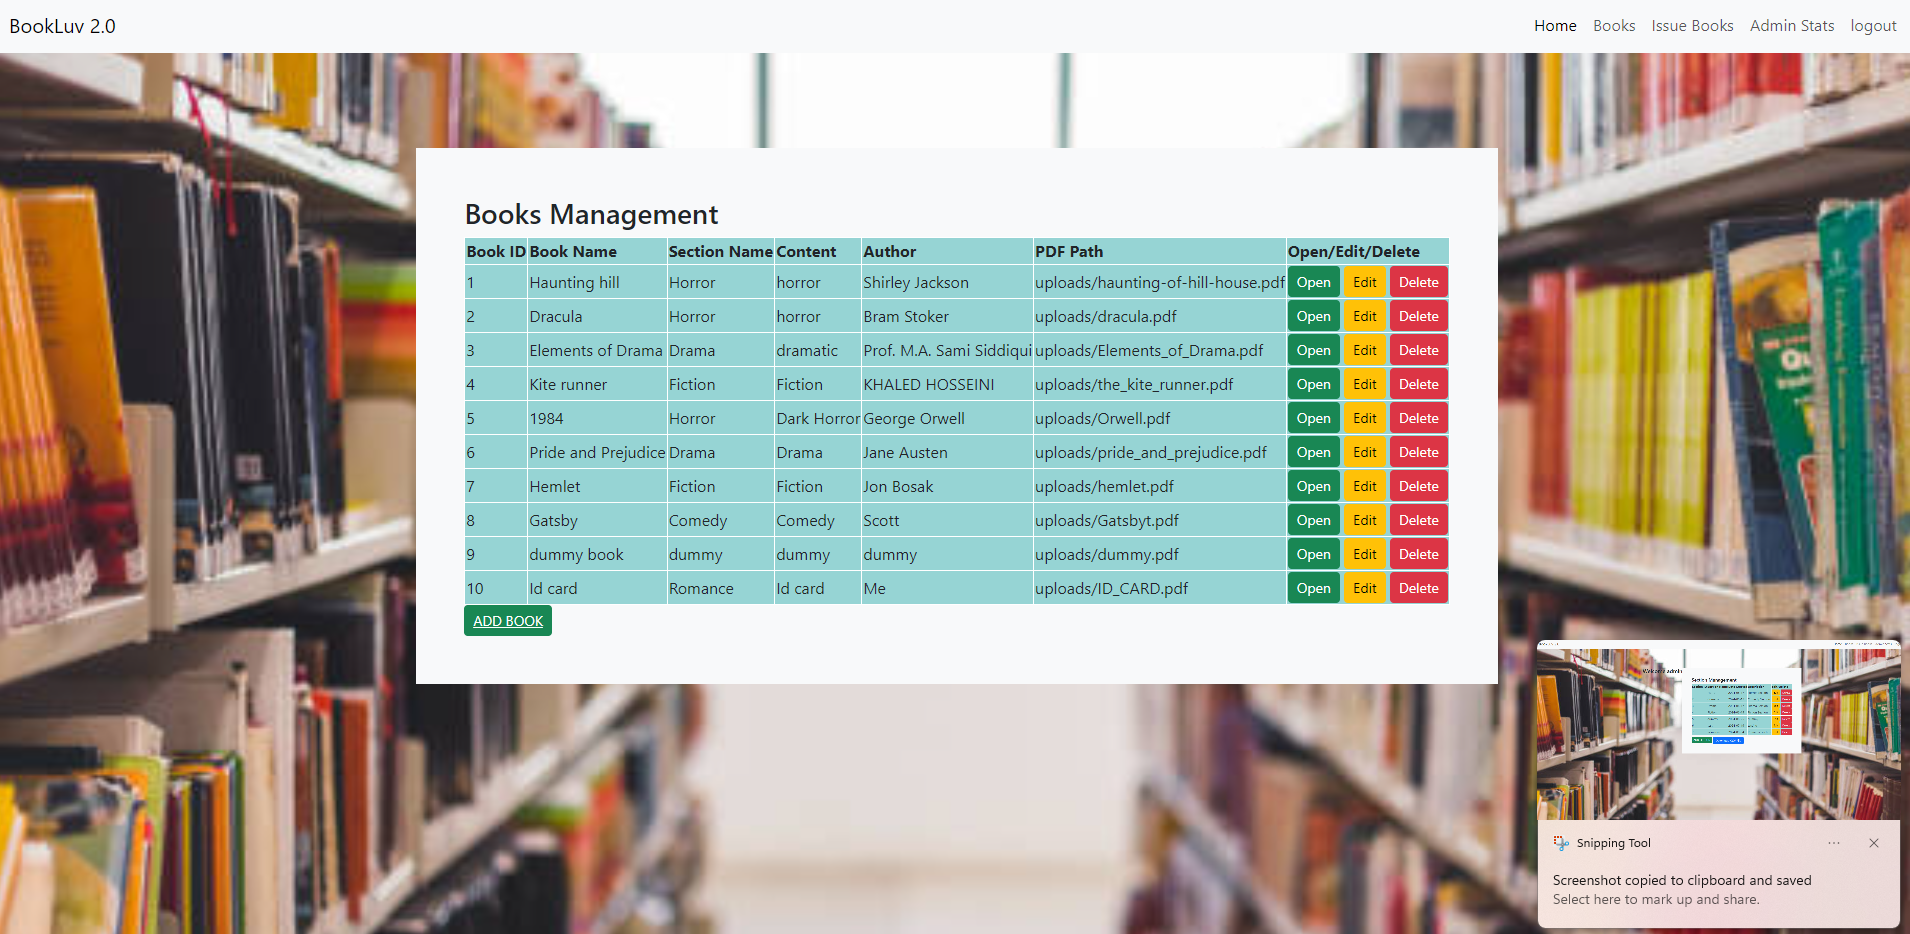 BookLuv 2.0 Home Books Issue Books Admin Stats logout
Books Management
Book ID Book Name Section Name Content Author PDF Path Open/Edit/Delete
1 Haunting hill Horror horror Shirley Jackson uploads/haunting-of-hill-house.pdf Open Edit Delete
2 Dracula Horror horror Bram Stoker uploads/dracula.pdf Open Edit Delete
3 Elements of Drama Drama dramatic Prof. M.A. Sami Siddiqui uploads/Elements_of_Drama.pdf Open Edit Delete
4 Kite runner Fiction Fiction KHALED HOSSEINI uploads/the_kite_runner.pdf Open Edit Delete
5 1984 Horror Dark Horror George Orwell uploads/Orwell.pdf Open Edit Delete
6 Pride and Prejudice Drama Drama Jane Austen uploads/pride_and_prejudice.pdf Open Edit Delete
7 Hemlet Fiction Fiction Jon Bosak uploads/hemlet.pdf Open Edit Delete
8 Gatsby Comedy Comedy Scott uploads/Gatsbyt.pdf Open Edit Delete
9 dummy book dummy dummy dummy uploads/dummy.pdf Open Edit Delete
10 Id card Romance Id card Me uploads/ID_CARD.pdf Open Edit Delete
ADD BOOK
Section Management
Snipping Tool
Screenshot copied to clipboard and saved
Select here to mark up and share.